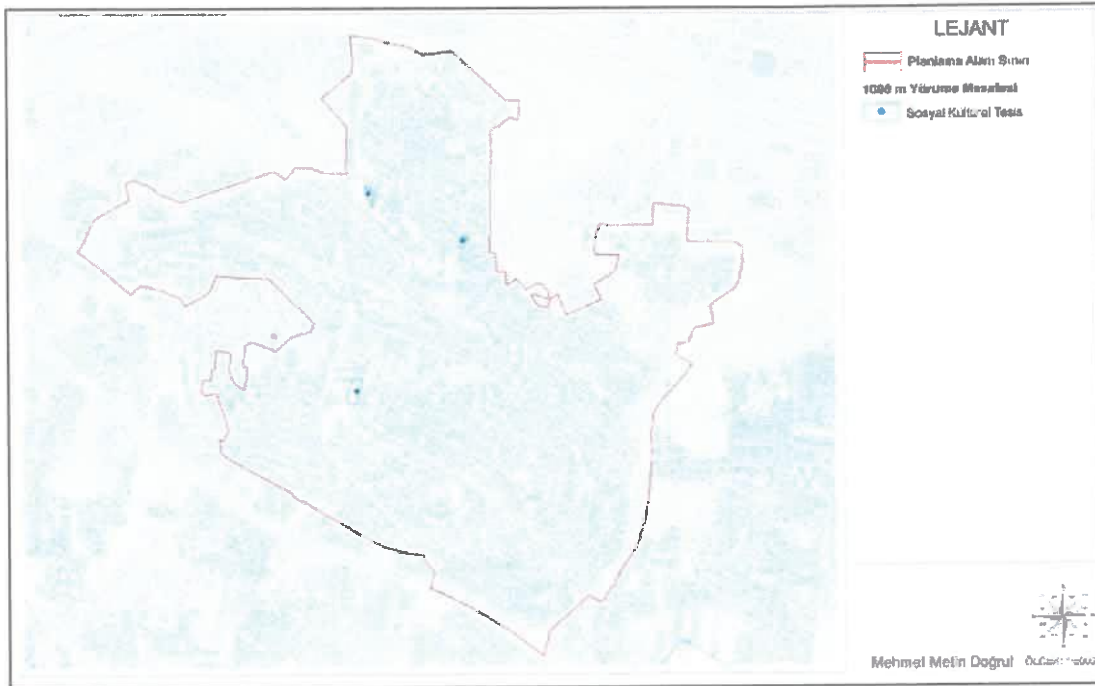 LEJANT
Planlama Alanı Sınırı
1000 m Yürüme Mesafesi
Sosyal Kültürel Tesis
Mehmet Metin Doğrul